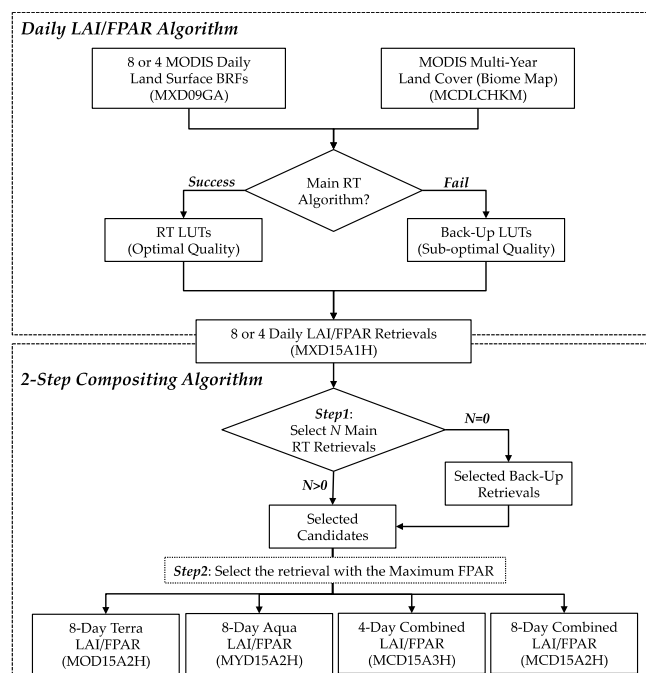 Daily LAI/FPAR Algorithm
8 or 4 MODIS Daily
Land Surface BRFs
(MXD09GA)
MODIS Multi-Year
Land Cover (Biome Map)
(MCDLCHKM)
Main RT
Algorithm?
Success
Fail
RT LUTs
(Optimal Quality)
Back-Up LUTs
(Sub-optimal Quality)
8 or 4 Daily LAI/FPAR Retrievals
(MXD15A1H)
2-Step Compositing Algorithm
Step1:
Select N Main
RT Retrievals
N=0
Selected Back-Up
Retrievals
N>0
Selected
Candidates
Step2: Select the retrieval with the Maximum FPAR
8-Day Terra
LAI/FPAR
(MOD15A2H)
8-Day Aqua
LAI/FPAR
(MYD15A2H)
4-Day Combined
LAI/FPAR
(MCD15A3H)
8-Day Combined
LAI/FPAR
(MCD15A2H)